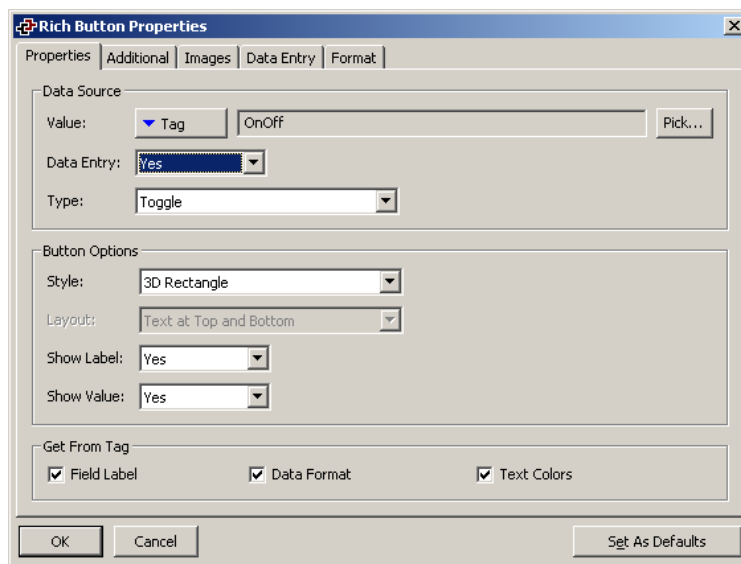 Rich Button Properties
Properties Additional Images Data Entry Format
Data Source
Value: Tag OnOff Pick...
Data Entry: Yes
Type: Toggle
Button Options
Style: 3D Rectangle
Layout: Text at Top and Bottom
Show Label: Yes
Show Value: Yes
Get From Tag
Field Label Data Format Text Colors
OK Cancel Set As Defaults